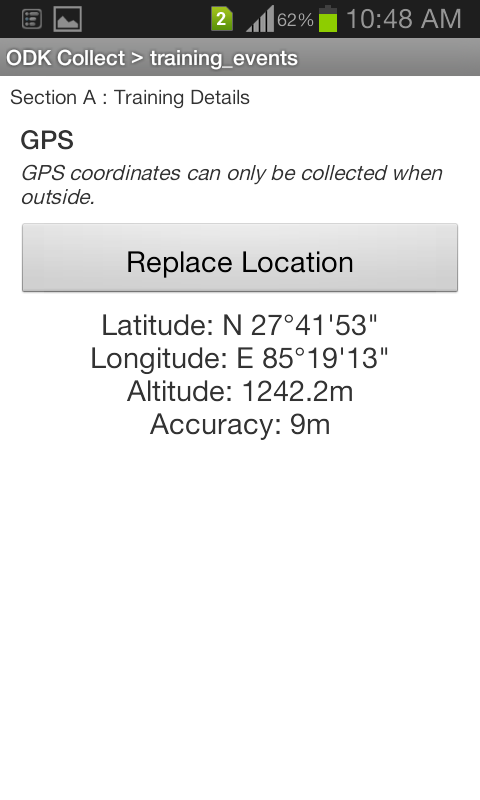 2 62% 10:48 AM
ODK Collect > training_events
Section A : Training Details
GPS
GPS coordinates can only be collected when
outside.
Replace Location
Latitude: N 27°41'53"
Longitude: E 85°19'13"
Altitude: 1242.2m
Accuracy: 9m